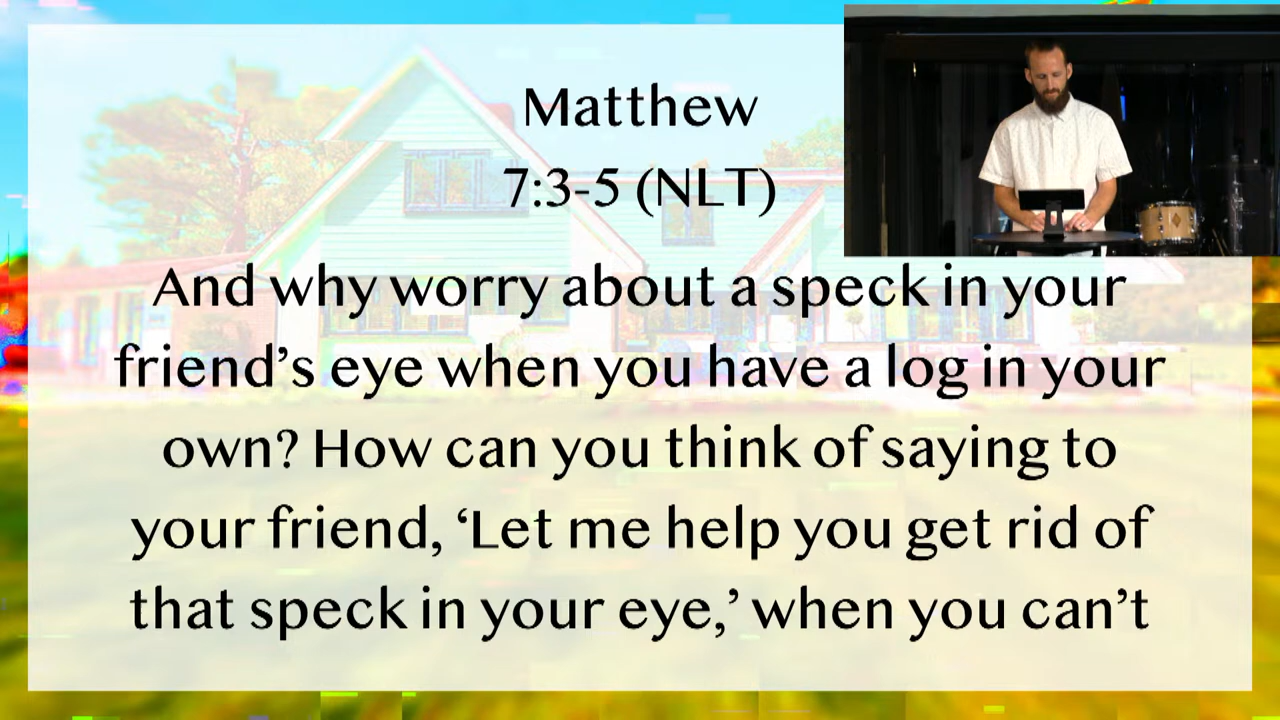 Matthew
7:3-5 (NLT)
And why worry about a speck in your
friend’s eye when you have a log in your
own? How can you think of saying to
your friend, ‘Let me help you get rid of
that speck in your eye,’ when you can’t